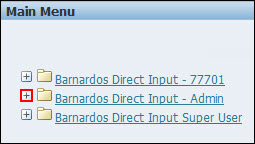 Main Menu
Barnardos Direct Input - 77701
Barnardos Direct Input - Admin
Barnardos Direct Input Super User